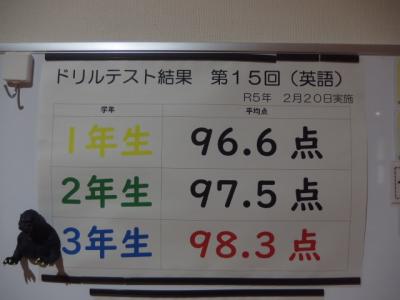 ドリルテスト結果　第１５回（英語）
R5年　2月20日実施
学年　平均点
1年生　96.6 点
2年生　97.5 点
3年生　98.3 点